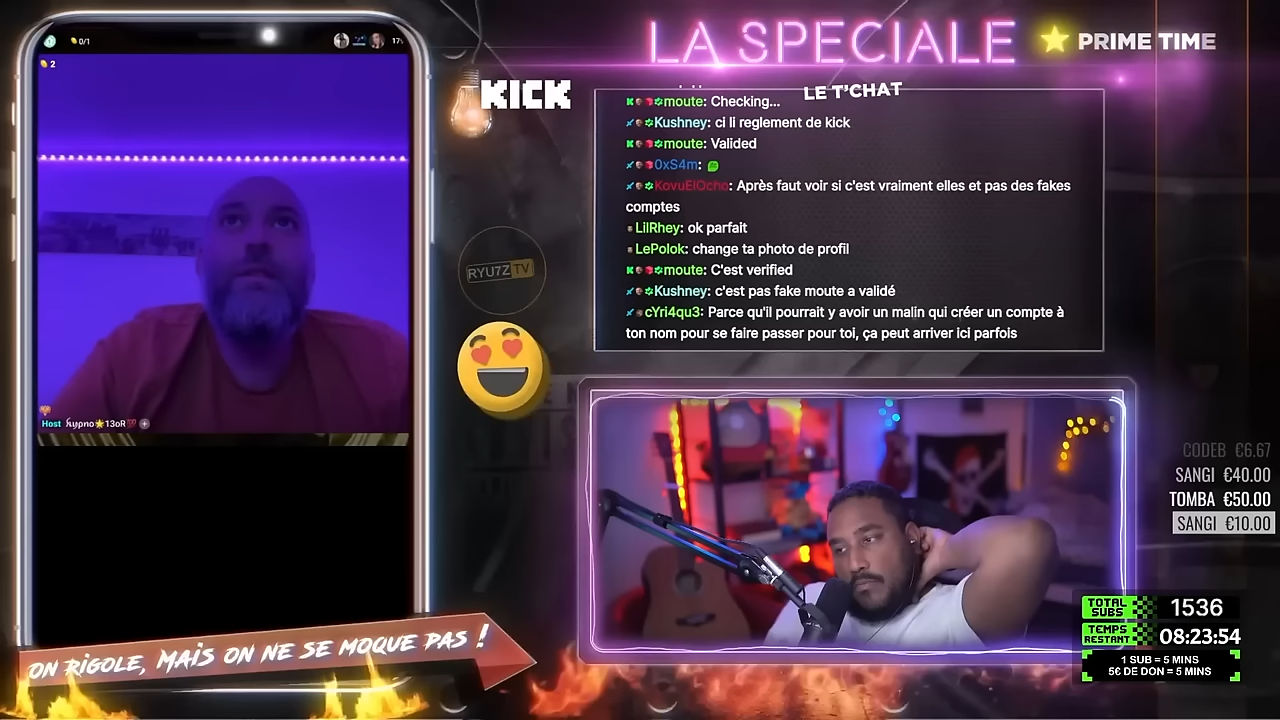 0/1
17
2
Host
13oR
ON RIGOLE, MAIS ON NE SE MOQUE PAS !
KICK
RYU7Z TV
LA SPECIALE
PRIME TIME
LE T'CHAT
moute: Checking...
Kushney: ci li reglement de kick
moute: Valided
0xS4m:
KovuElOcho: Après faut voir si c'est vraiment elles et pas des fakes
comptes
LilRhey: ok parfait
LePolok: change ta photo de profil
moute: C'est verified
Kushney: c'est pas fake moute a validé
cYri4qu3: Parce qu'il pourrait y avoir un malin qui créer un compte à
ton nom pour se faire passer pour toi, ça peut arriver ici parfois
CODEB €6.67
SANGI €40.00
TOMBA €50.00
SANGI €10.00
TOTAL
SUBS
1536
TEMPS
RESTANT
08:23:54
1 SUB = 5 MINS
5€ DE DON = 5 MINS